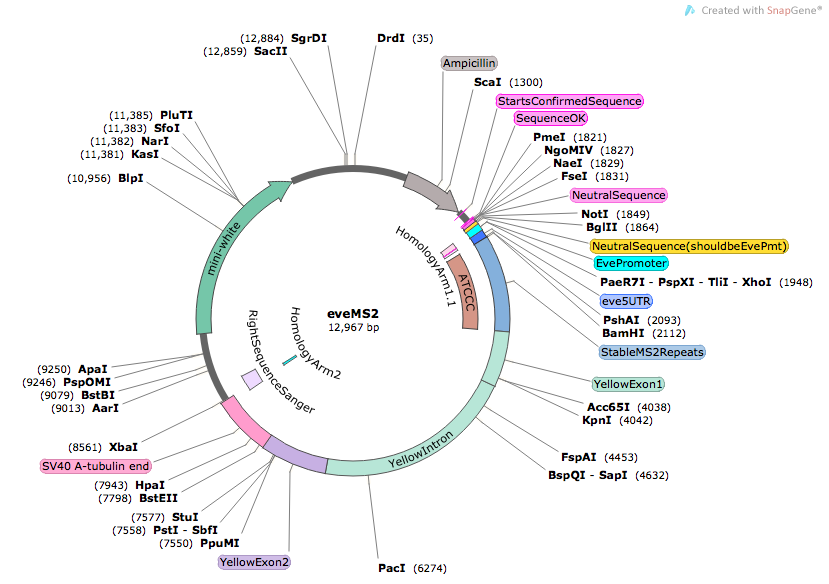 Created with SnapGene®
(12,884) SgrDI
(12,859) SacII
DrdI (35)
Ampicillin
ScaI (1300)
StartsConfirmedSequence
SequenceOK
PmeI (1821)
NgoMIV (1827)
NaeI (1829)
FseI (1831)
NeutralSequence
NotI (1849)
BglII (1864)
NeutralSequence(shouldbeEvePmt)
EvePromoter
PaeR7I - PspXI - TliI - XhoI (1948)
eve5UTR
PshAI (2093)
BamHI (2112)
StableMS2Repeats
YellowExon1
Acc65I (4038)
KpnI (4042)
FspAI (4453)
BspQI - SapI (4632)
PacI (6274)
YellowExon2
(7550) PpuMI
(7558) PstI - SbfI
(7577) StuI
(7798) BstEII
(7943) HpaI
SV40 A-tubulin end
(8561) XbaI
(9013) AarI
(9079) BstBI
(9246) PspOMI
(9250) ApaI
(10,956) BlpI
(11,381) KasI
(11,382) NarI
(11,383) SfoI
(11,385) PluTI
mini-white
HomologyArm1.1
ATCCC
eveMS2
12,967 bp
HomologyArm2
RightSequenceSanger
YellowIntron